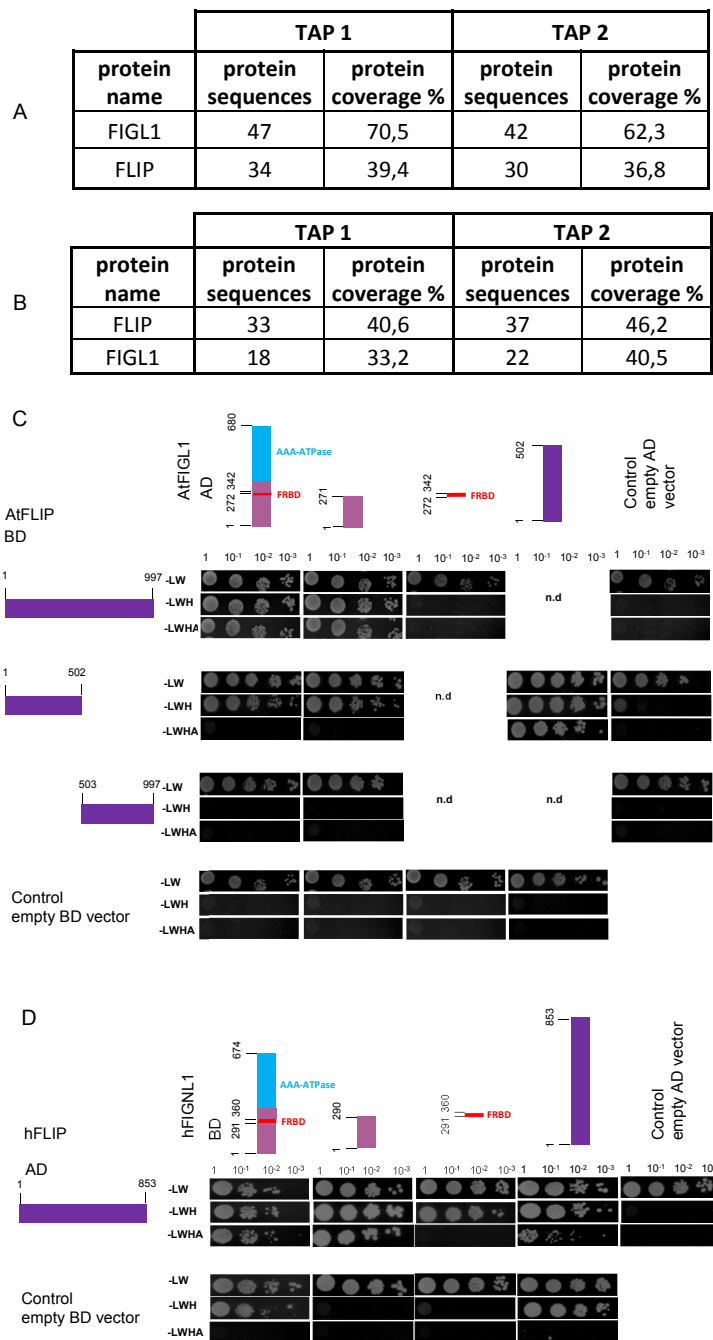 A
TAP 1 TAP 2
protein name protein sequences protein coverage % protein sequences protein coverage %
FIGL1 47 70,5 42 62,3
FLIP 34 39,4 30 36,8
B
TAP 1 TAP 2
protein name protein sequences protein coverage % protein sequences protein coverage %
FLIP 33 40,6 37 46,2
FIGL1 18 33,2 22 40,5
C
AtFIGL1
AD
680
AAA-ATPase
272 342
FRBD
1
271
1
272 342
FRBD
502
1
Control
empty AD
vector
AtFLIP
BD
1 10-1 10-2 10-3 1 10-1 10-2 10-3 1 10-1 10-2 10-3 1 10-1 10-2 10-3 1 10-1 10-2 10-3
1 997
-LW
-LWH
-LWHA
n.d
1 502
-LW
-LWH
-LWHA
n.d
503 997
-LW
-LWH
-LWHA
n.d n.d
Control
empty BD vector
-LW
-LWH
-LWHA
D
hFIGNL1
BD
674
AAA-ATPase
291 360
FRBD
1
290
1
291 360
FRBD
853
1
Control
empty AD vector
hFLIP
AD
1 10-1 10-2 10-3 1 10-1 10-2 10-3 1 10-1 10-2 10-3 1 10-1 10-2 10-3 1 10-1 10-2 10-3
1 853
-LW
-LWH
-LWHA
Control
empty BD vector
-LW
-LWH
-LWHA